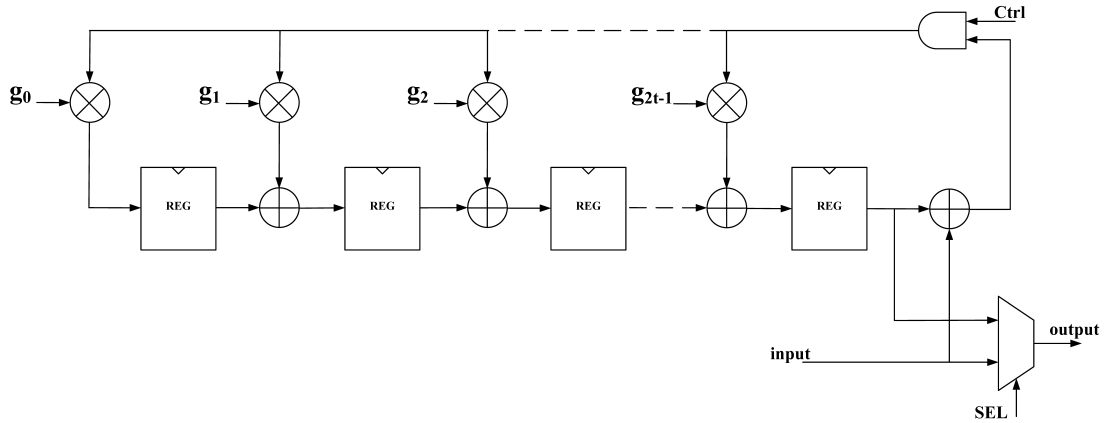 Ctrl
g0
g1
g2
g2t-1
REG
REG
REG
REG
output
input
SEL